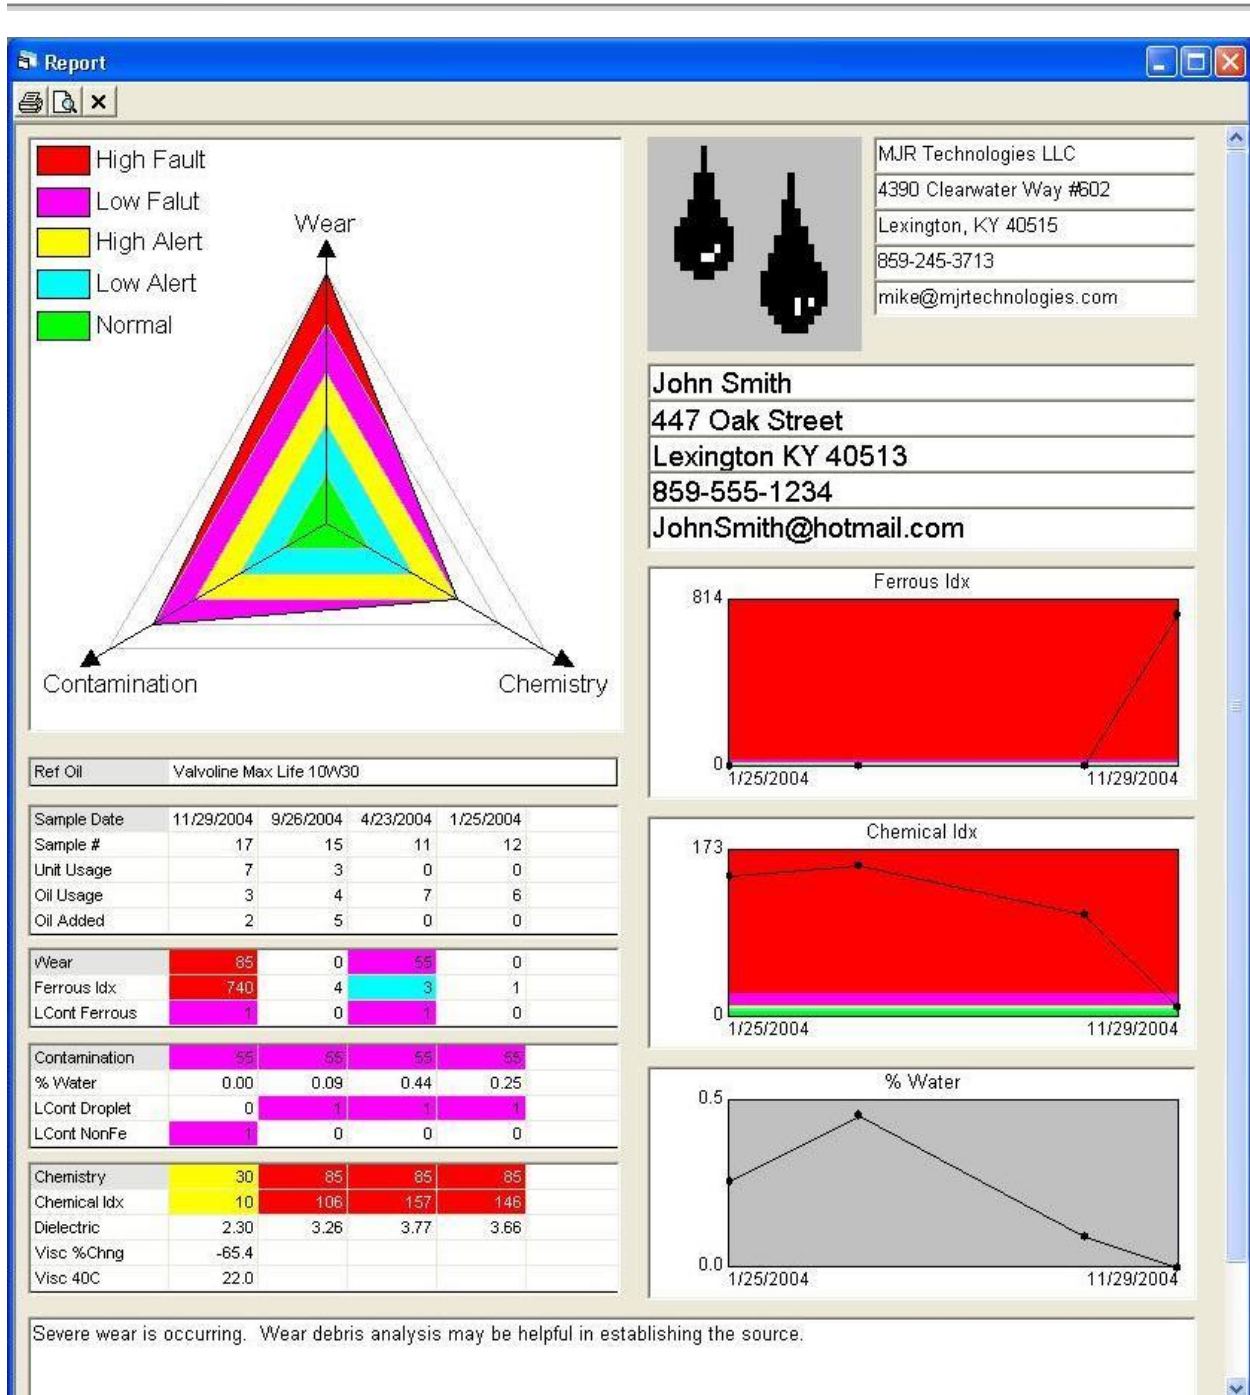 Report
High Fault
Low Falut
High Alert
Low Alert
Normal
Wear
Contamination
Chemistry
MJR Technologies LLC
4390 Clearwater Way #602
Lexington, KY 40515
859-245-3713
mike@mjrtechnologies.com
John Smith
447 Oak Street
Lexington KY 40513
859-555-1234
JohnSmith@hotmail.com
Ferrous Idx
814
0
1/25/2004 11/29/2004
Chemical Idx
173
0
1/25/2004 11/29/2004
% Water
0.5
0.0
1/25/2004 11/29/2004
Ref Oil Valvoline Max Life 10W30
Sample Date 11/29/2004 9/26/2004 4/23/2004 1/25/2004
Sample # 17 15 11 12
Unit Usage 7 3 0 0
Oil Usage 3 4 7 6
Oil Added 2 5 0 0
Wear 85 0 55 0
Ferrous Idx 740 4 3 1
LCont Ferrous 1 0 1 0
Contamination 55 55 55 55
% Water 0.00 0.09 0.44 0.25
LCont Droplet 0 1 1 1
LCont NonFe 1 0 0 0
Chemistry 30 85 85 85
Chemical Idx 10 106 157 146
Dielectric 2.30 3.26 3.77 3.66
Visc %Chng -65.4
Visc 40C 22.0
Severe wear is occurring. Wear debris analysis may be helpful in establishing the source.